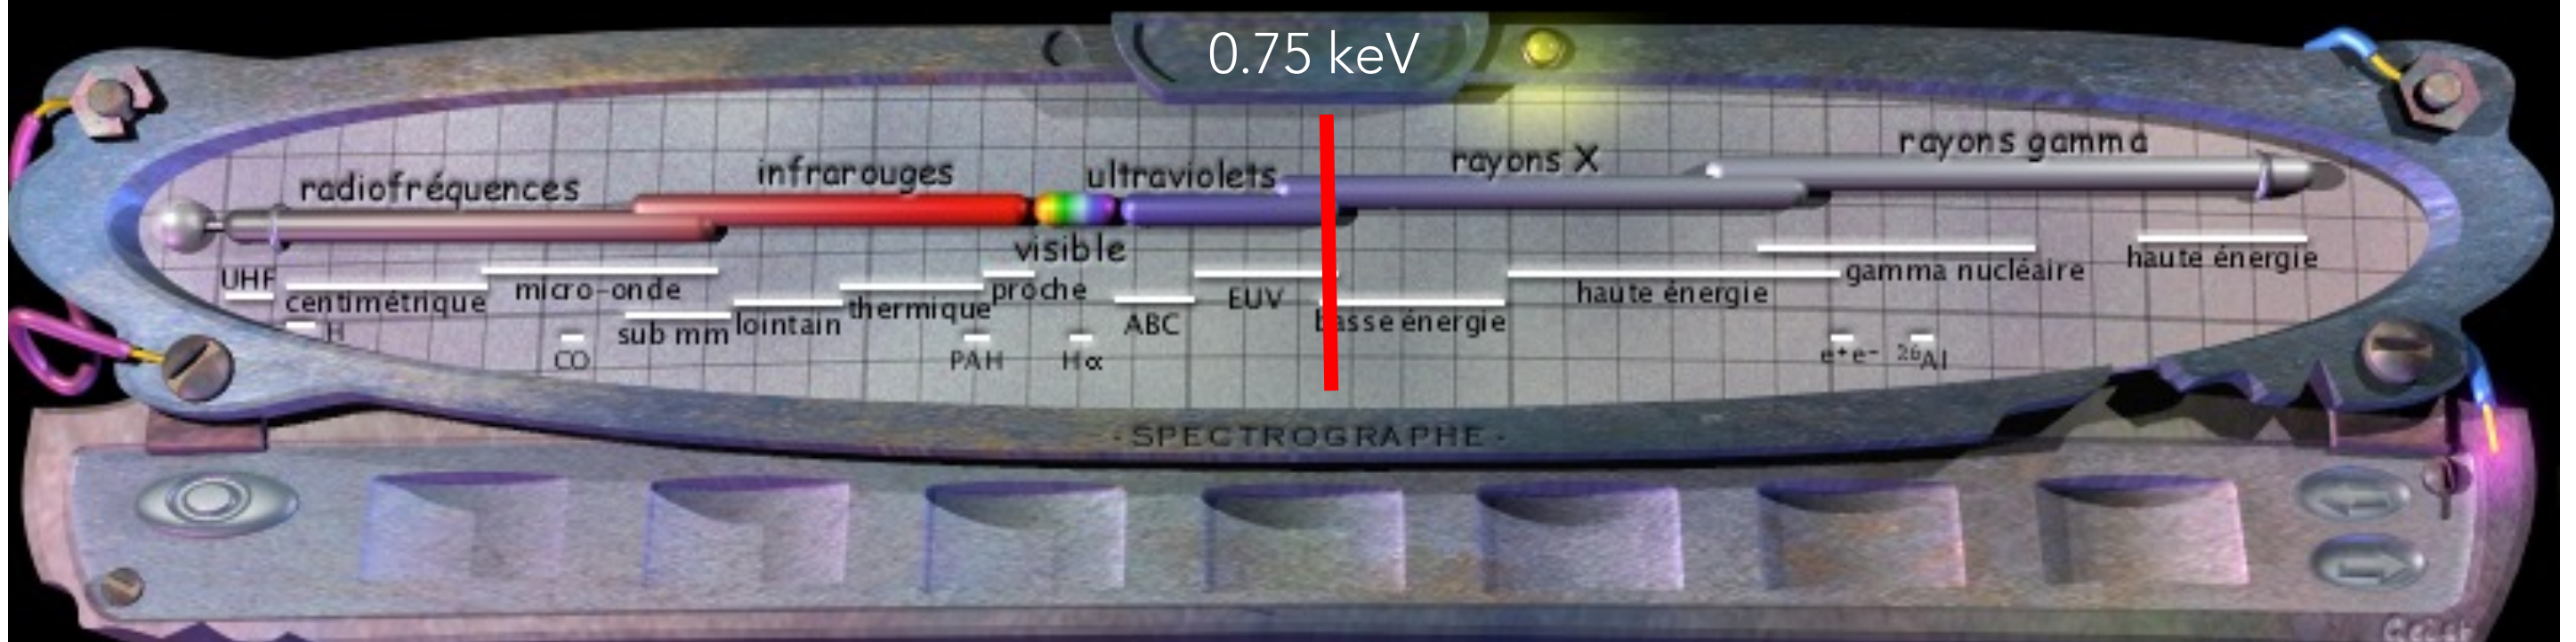 0.75 keV
rayons gamma
rayons X
infrarouges
ultraviolets
radiofréquences
visible
haute énergie
gamma nucléaire
UHF
micro-onde
proche
haute énergie
centimétrique
EUV
thermique
basse énergie
sub mm
lointain
ABC
H
CO
PAH
Hα
e+e-
26Al
- SPECTROGRAPHE -